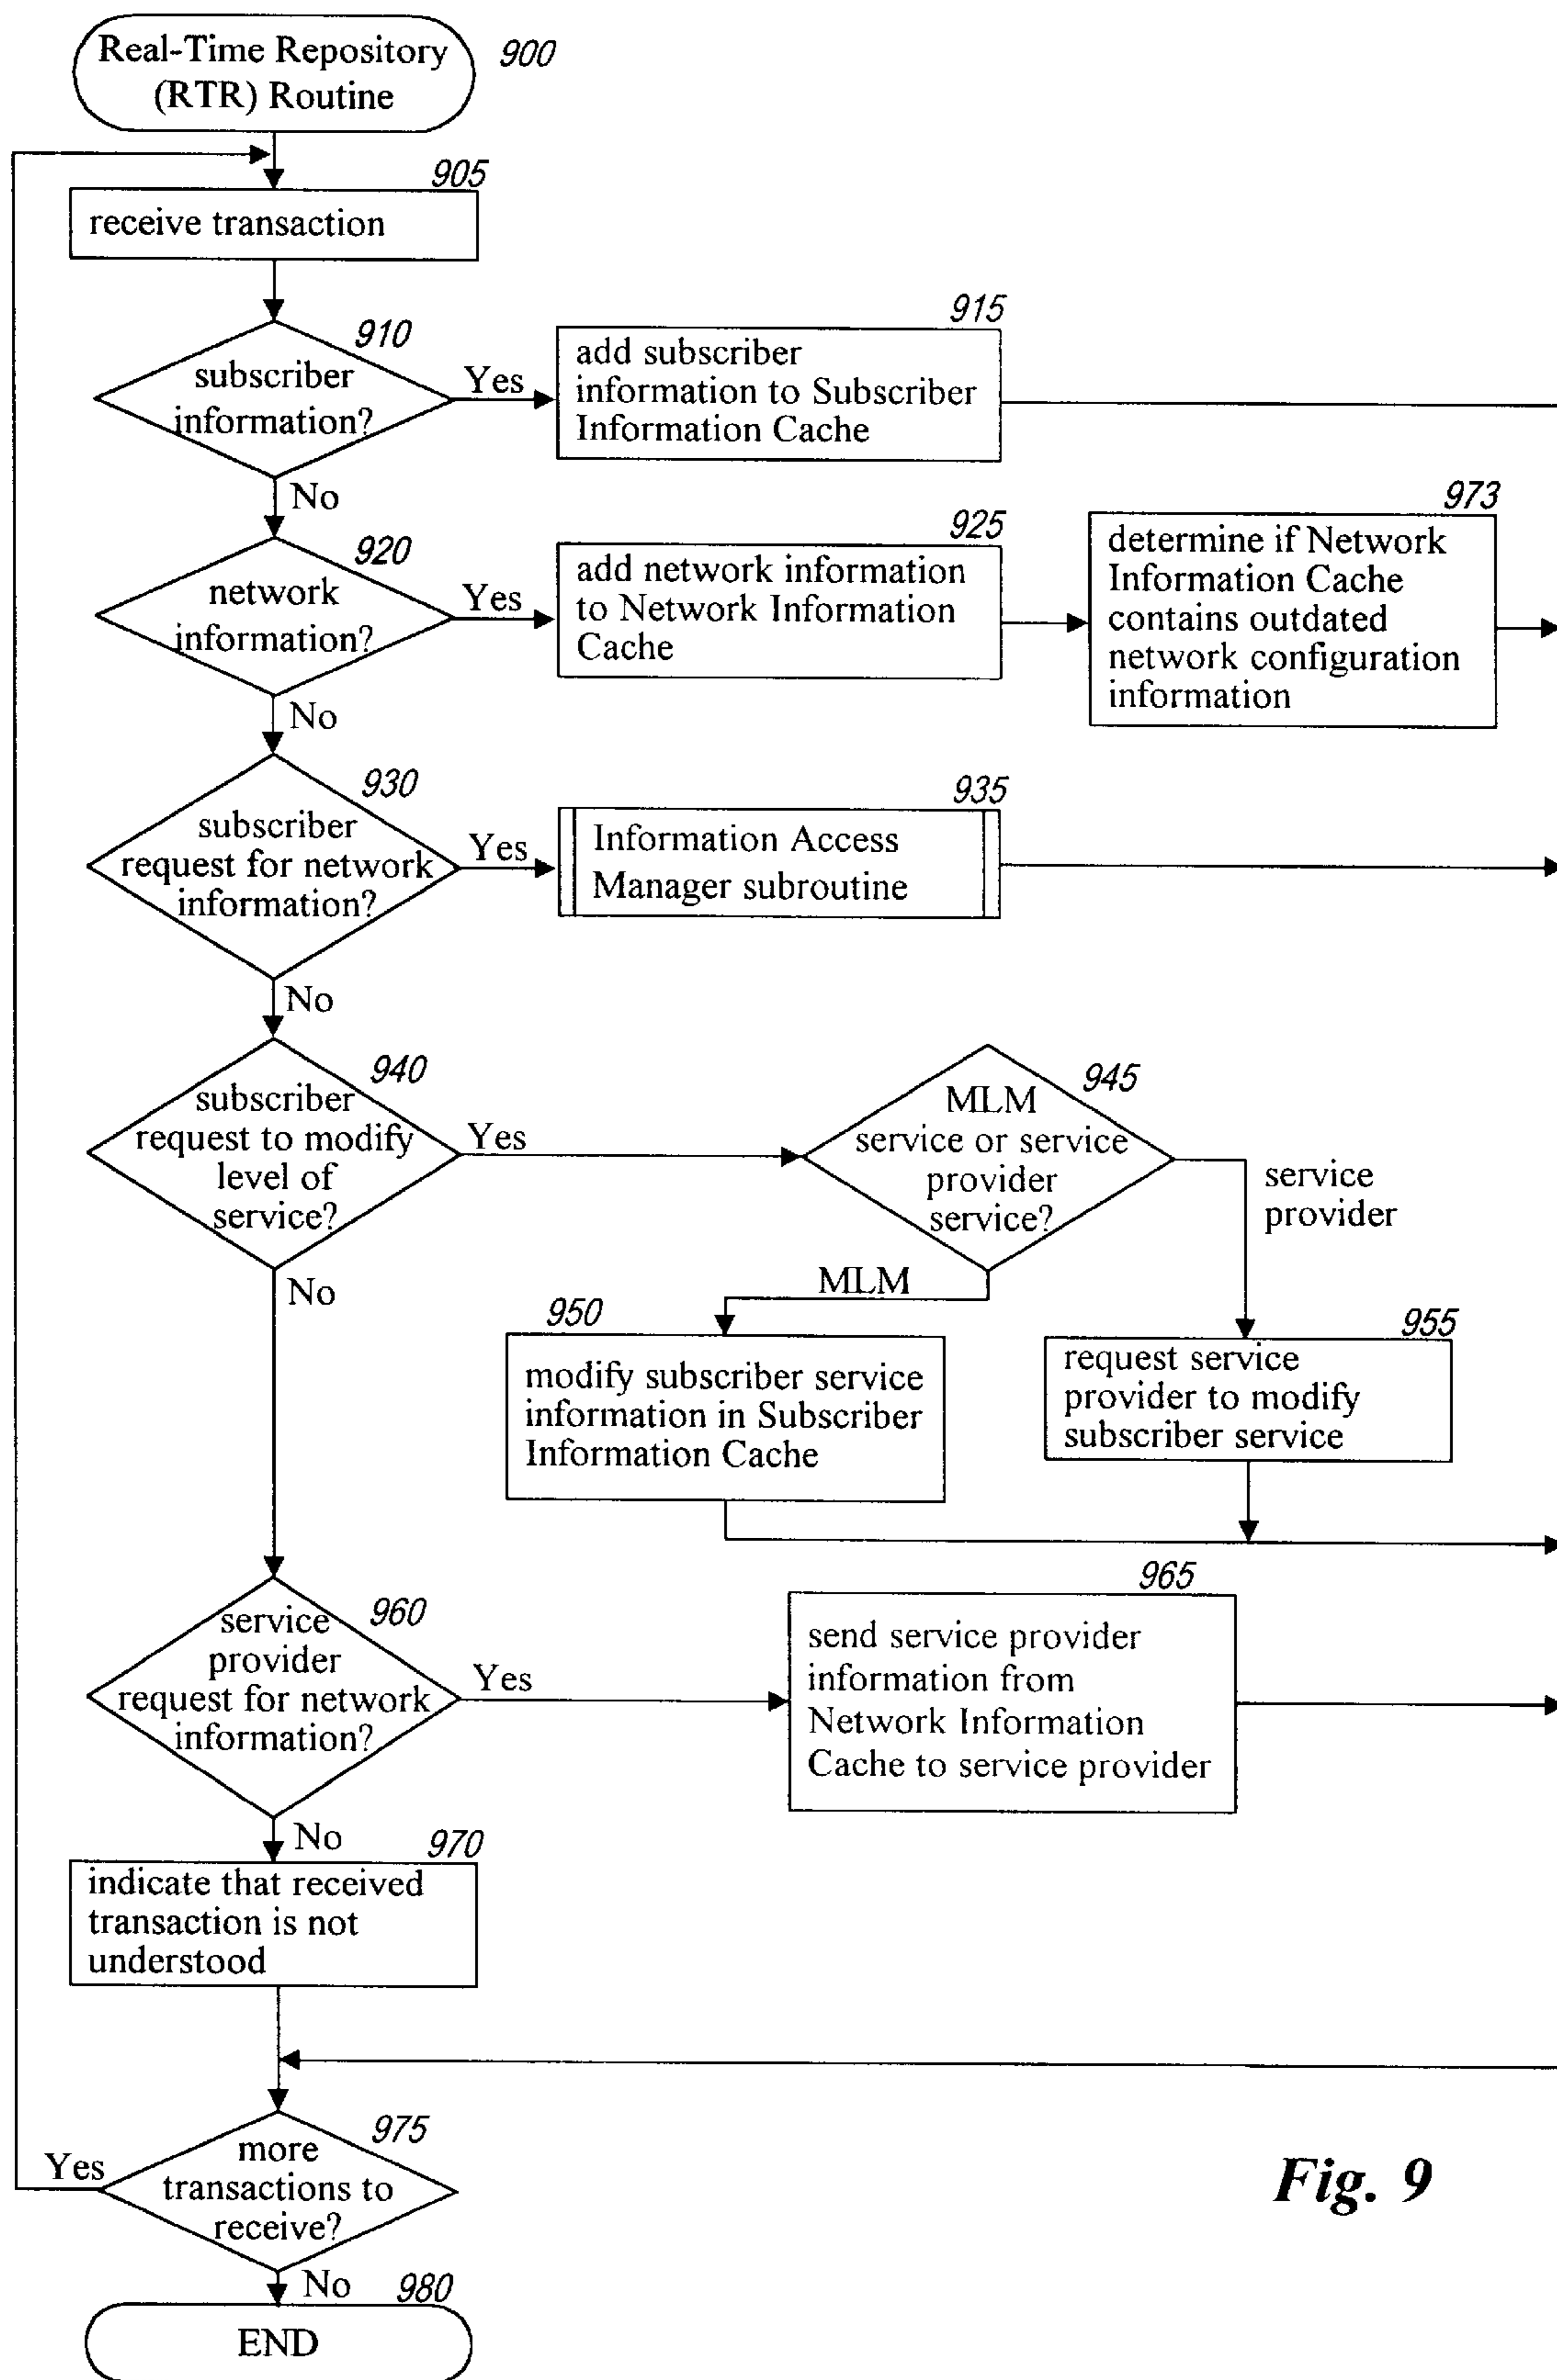 Real-Time Repository
(RTR) Routine
900
905
receive transaction
910
subscriber
information?
Yes
915
add subscriber
information to Subscriber
Information Cache
No
920
network
information?
Yes
925
add network information
to Network Information
Cache
973
determine if Network
Information Cache
contains outdated
network configuration
information
No
930
subscriber
request for network
information?
Yes
935
Information Access
Manager subroutine
No
940
subscriber
request to modify
level of
service?
Yes
945
MLM
service or service
provider
service?
service
provider
MLM
No
950
modify subscriber service
information in Subscriber
Information Cache
955
request service
provider to modify
subscriber service
960
service
provider
request for network
information?
Yes
965
send service provider
information from
Network Information
Cache to service provider
No
970
indicate that received
transaction is not
understood
975
more
transactions to
receive?
Yes
No
980
END
Fig. 9